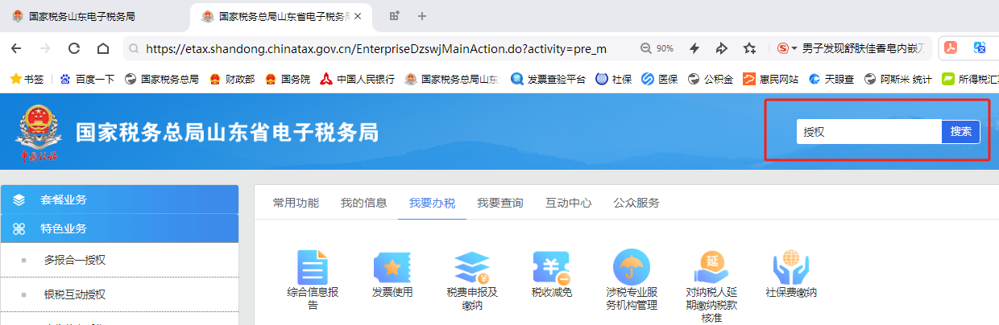 国家税务山东电子税务局
国家税务总局山东省电子税务局
https://etax.shandong.chinatax.gov.cn/EnterpriseDzswjMainAction.do?activity=pre_m
90%
男子发现舒肤佳香皂内嵌刀
书签 百度一下 国家税务总局 财政部 国务院 中国人民银行 国家税务总局山东 发票查验平台 社保 医保 公积金 惠民网站 天眼查 阿斯米 统计 所得税汇算
国家税务总局山东省电子税务局
授权 搜索
套餐业务
特色业务
多报合一授权
银税互动授权
常用功能 我的信息 我要办税 我要查询 互动中心 公众服务
综合信息报
告
发票使用
税费申报及
缴纳
税收减免
涉税专业服
务机构管理
延
对纳税人延
期缴纳税款
核准
社保费缴纳